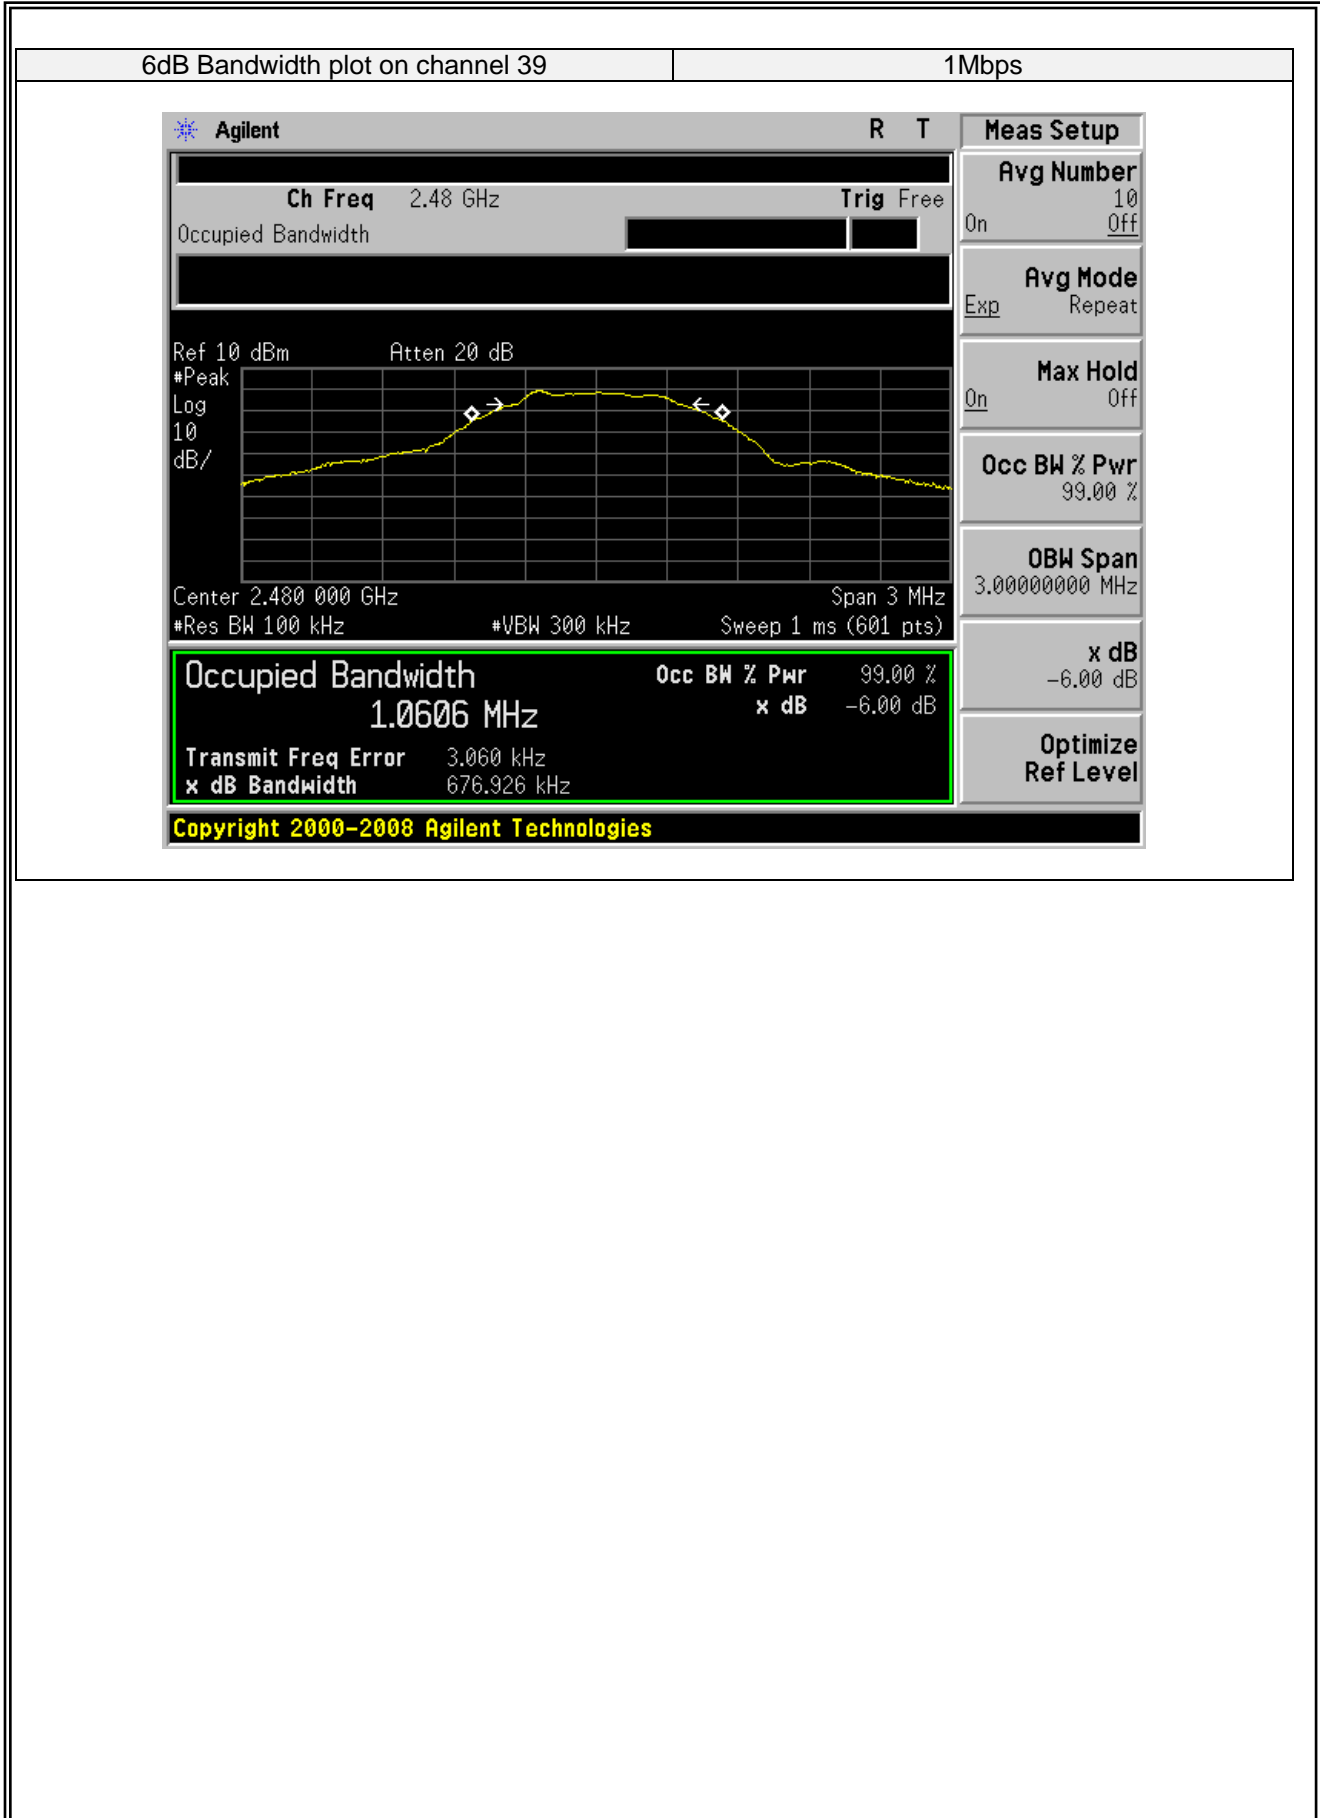 6dB Bandwidth plot on channel 39 1Mbps
Agilent R T
Ch Freq 2.48 GHz Trig Free
Occupied Bandwidth
Ref 10 dBm Atten 20 dB
#Peak
Log
10
dB/
Center 2.480 000 GHz Span 3 MHz
#Res BW 100 kHz #VBW 300 kHz Sweep 1 ms (601 pts)
Occupied Bandwidth Occ BW % Pwr 99.00 %
1.0606 MHz x dB -6.00 dB
Transmit Freq Error 3.060 kHz
x dB Bandwidth 676.926 kHz
Copyright 2000-2008 Agilent Technologies
Meas Setup
Avg Number
10
On Off
Avg Mode
Exp Repeat
Max Hold
On Off
Occ BW % Pwr
99.00 %
OBW Span
3.00000000 MHz
x dB
-6.00 dB
Optimize
Ref Level